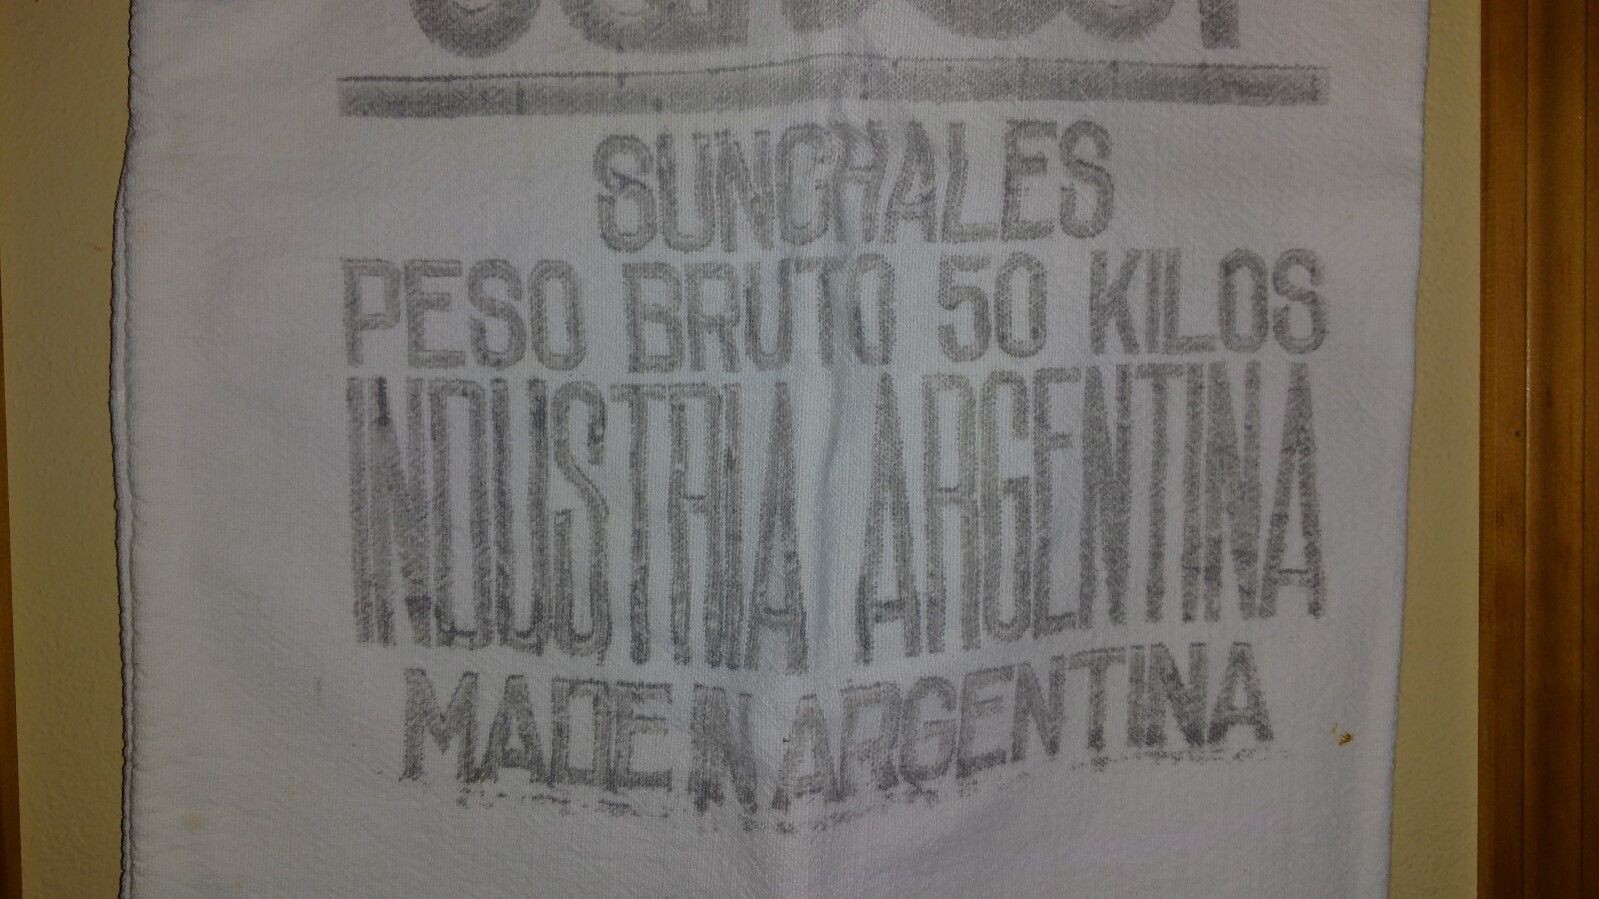 SUNCHALES
PESO BRUTO 50 KILOS
INDUSTRIA ARGENTINA
MADE IN ARGENTINA